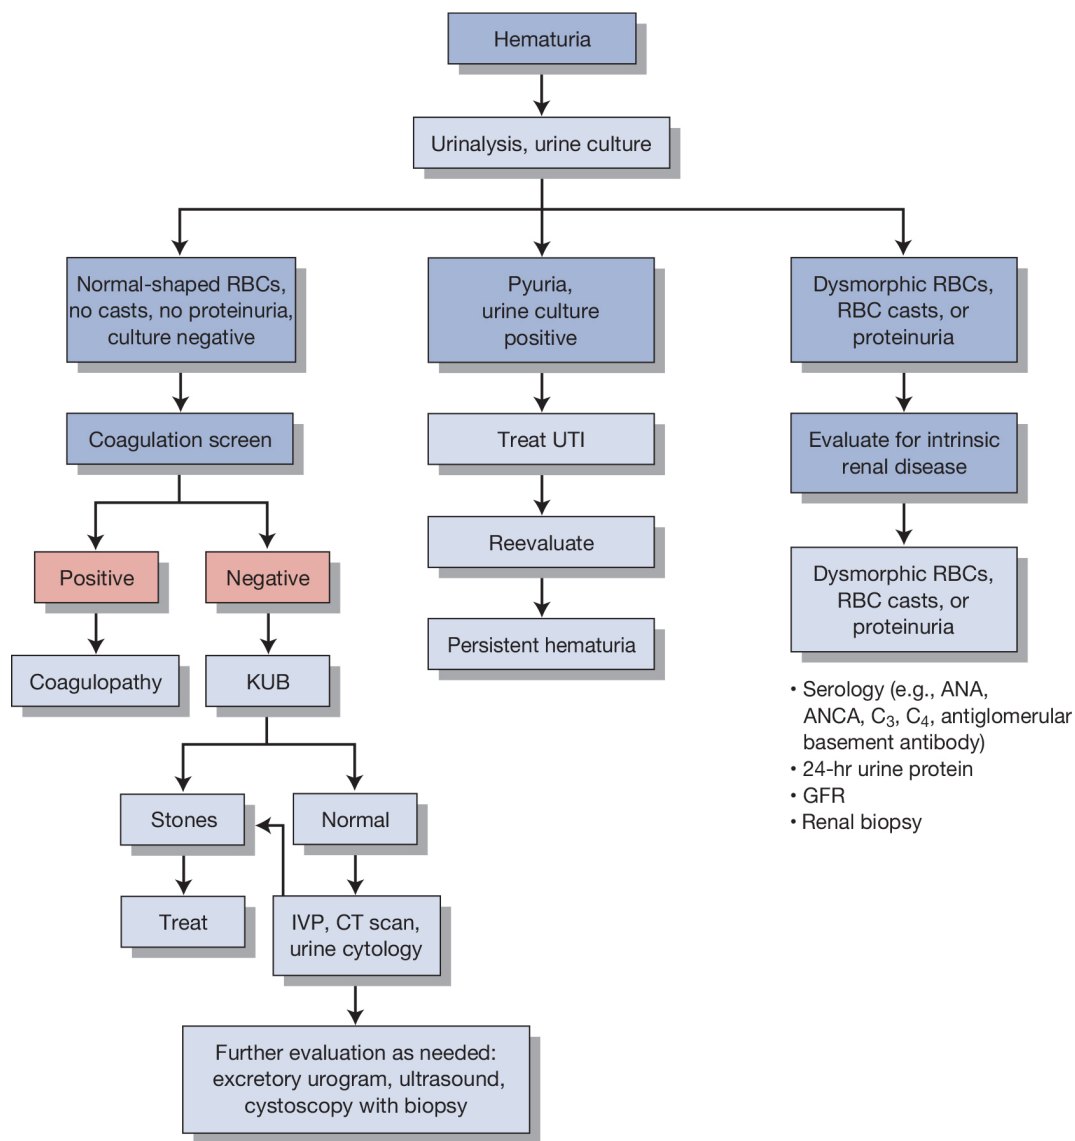 Hematuria
Urinalysis, urine culture
Normal-shaped RBCs,
no casts, no proteinuria,
culture negative
Pyuria,
urine culture
positive
Dysmorphic RBCs,
RBC casts, or
proteinuria
Coagulation screen
Treat UTI
Evaluate for intrinsic
renal disease
Positive
Negative
Reevaluate
Dysmorphic RBCs,
RBC casts, or
proteinuria
Coagulopathy
KUB
Persistent hematuria
• Serology (e.g., ANA,
ANCA, C₃, C₄, antiglomerular
basement antibody)
• 24-hr urine protein
• GFR
• Renal biopsy
Stones
Normal
Treat
IVP, CT scan,
urine cytology
Further evaluation as needed:
excretory urogram, ultrasound,
cystoscopy with biopsy